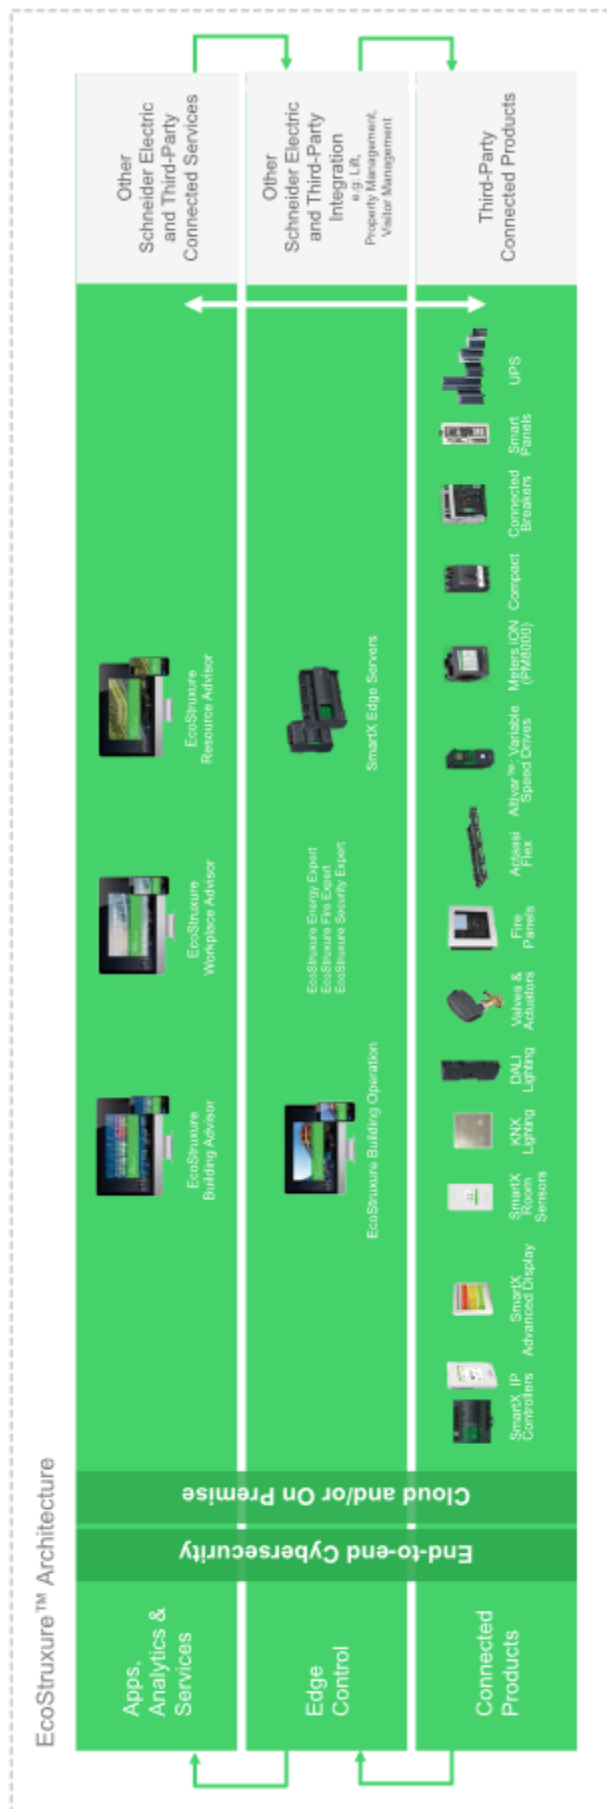 EcoStruxure™ Architecture
Apps,
Analytics &
Services
End-to-end Cybersecurity
Cloud and/or On Premise
EcoStruxure
Building Advisor
EcoStruxure
Workplace Advisor
EcoStruxure
Resource Advisor
Other
Schneider Electric
and Third-Party
Connected Services
Edge
Control
EcoStruxure Building Operation
EcoStruxure Energy Expert
EcoStruxure Fire Expert
EcoStruxure Security Expert
SmartX Edge Servers
Other
Schneider Electric
and Third-Party
Integration
e.g: Lift,
Property Management,
Visitor Management
Connected
Products
SmartX IP
Controllers
SmartX
Advanced Display
SmartX
Room
Sensors
KNX
Lighting
DALI
Lighting
Valves &
Actuators
Fire
Panels
Actassi
Flex
Altivar™: Variable
Speed Drives
Meters iON
(PM8000)
Compact
Connected
Breakers
Smart
Panels
UPS
Third-Party
Connected Products